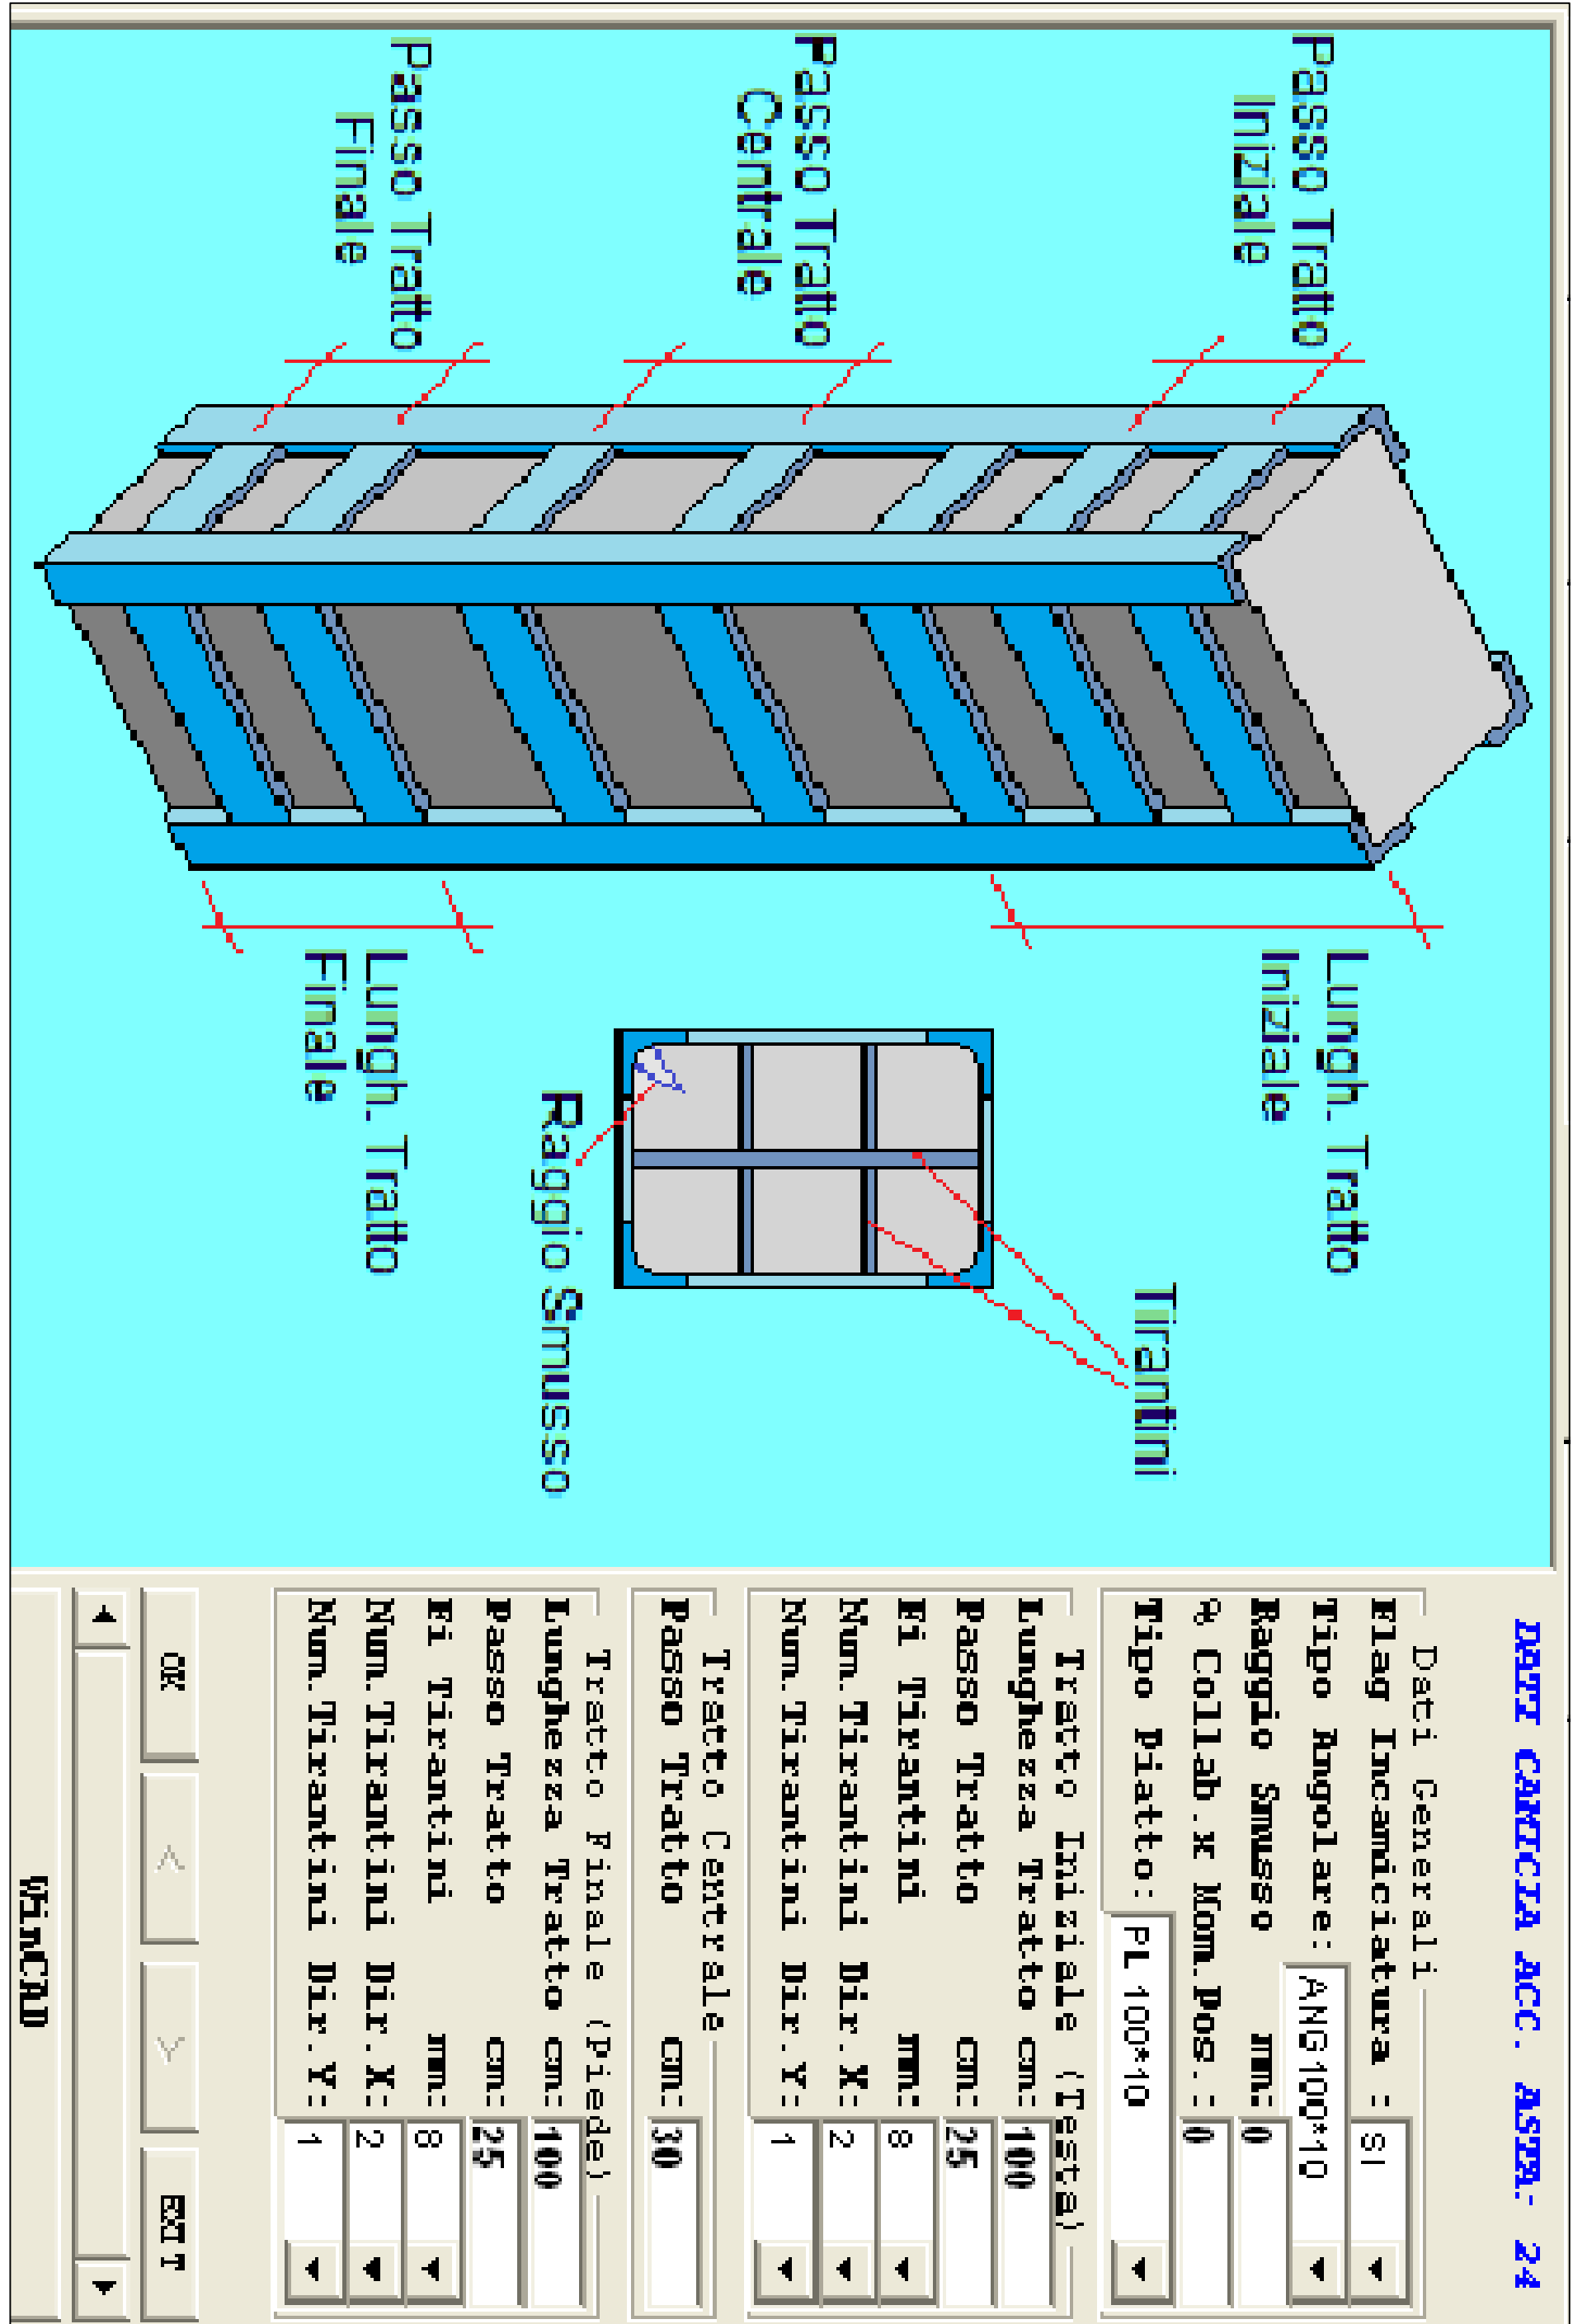 Passo Tratto
Iniziale
Passo Tratto
Centrale
Passo Tratto
Finale
Lungh. Tratto
Iniziale
Lungh. Tratto
Finale
Tirantini
Raggio Smusso
DATI CAMICIA ACC. ASTA: 24
Dati Generali
Flag Incamiciatura : SI
Tipo Angolare: ANG100*10
Raggio Smusso mm: 0
% Collab.x Mom.Pos.: 0
Tipo Piatto: PL 100*10
Tratto Iniziale (Testa)
Lunghezza Tratto cm: 100
Passo Tratto cm: 25
Fi Tirantini mm: 8
Num.Tirantini Dir.X: 2
Num.Tirantini Dir.Y: 1
Tratto Centrale
Passo Tratto cm: 30
Tratto Finale (Piede)
Lunghezza Tratto cm: 100
Passo Tratto cm: 25
Fi Tirantini mm: 8
Num.Tirantini Dir.X: 2
Num.Tirantini Dir.Y: 1
OK < > EXIT
WinCAD